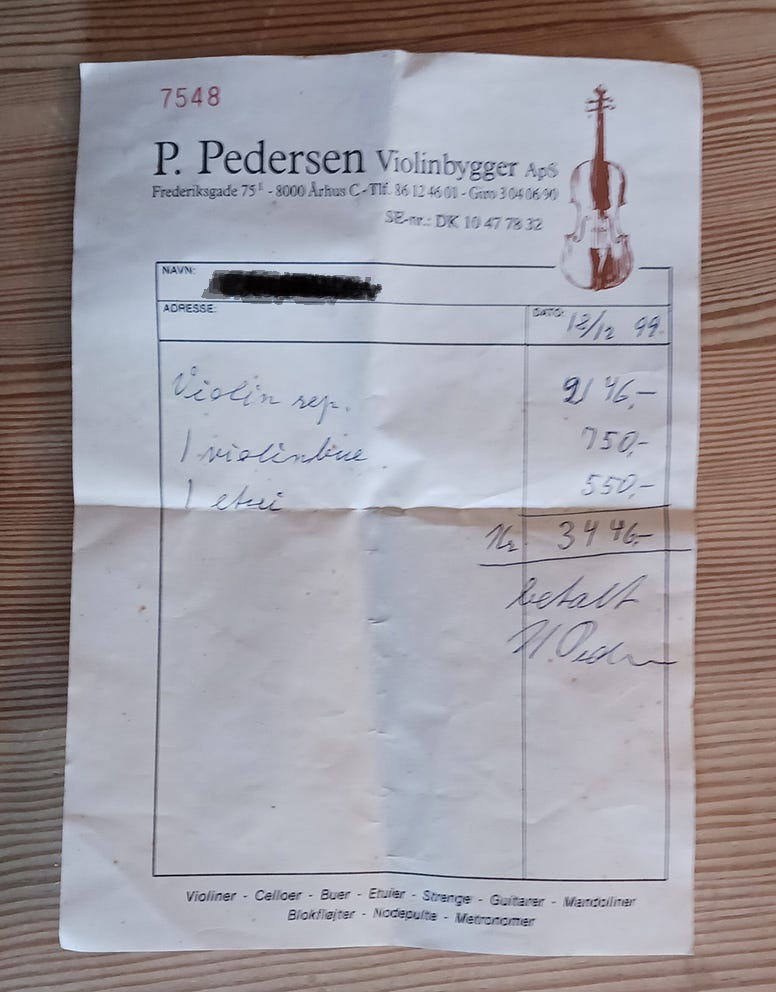 7548
P. Pedersen Violinbygger ApS
Frederiksgade 75¹ - 8000 Århus C - Tlf. 86 12 46 01 - Giro 3 04 06 90
SE-nr.: DK 10 47 78 32
NAVN:
ADRESSE:
DATO: 18/12 99.
Violin rep. 2146,-
1 violinbue 750,-
1 etui 550,-
Kr. 3446,-
betalt
Violiner - Celloer - Buer - Etuier - Strenge - Guitarer - Mandoliner
Blokfløjter - Nodepulte - Metronomer